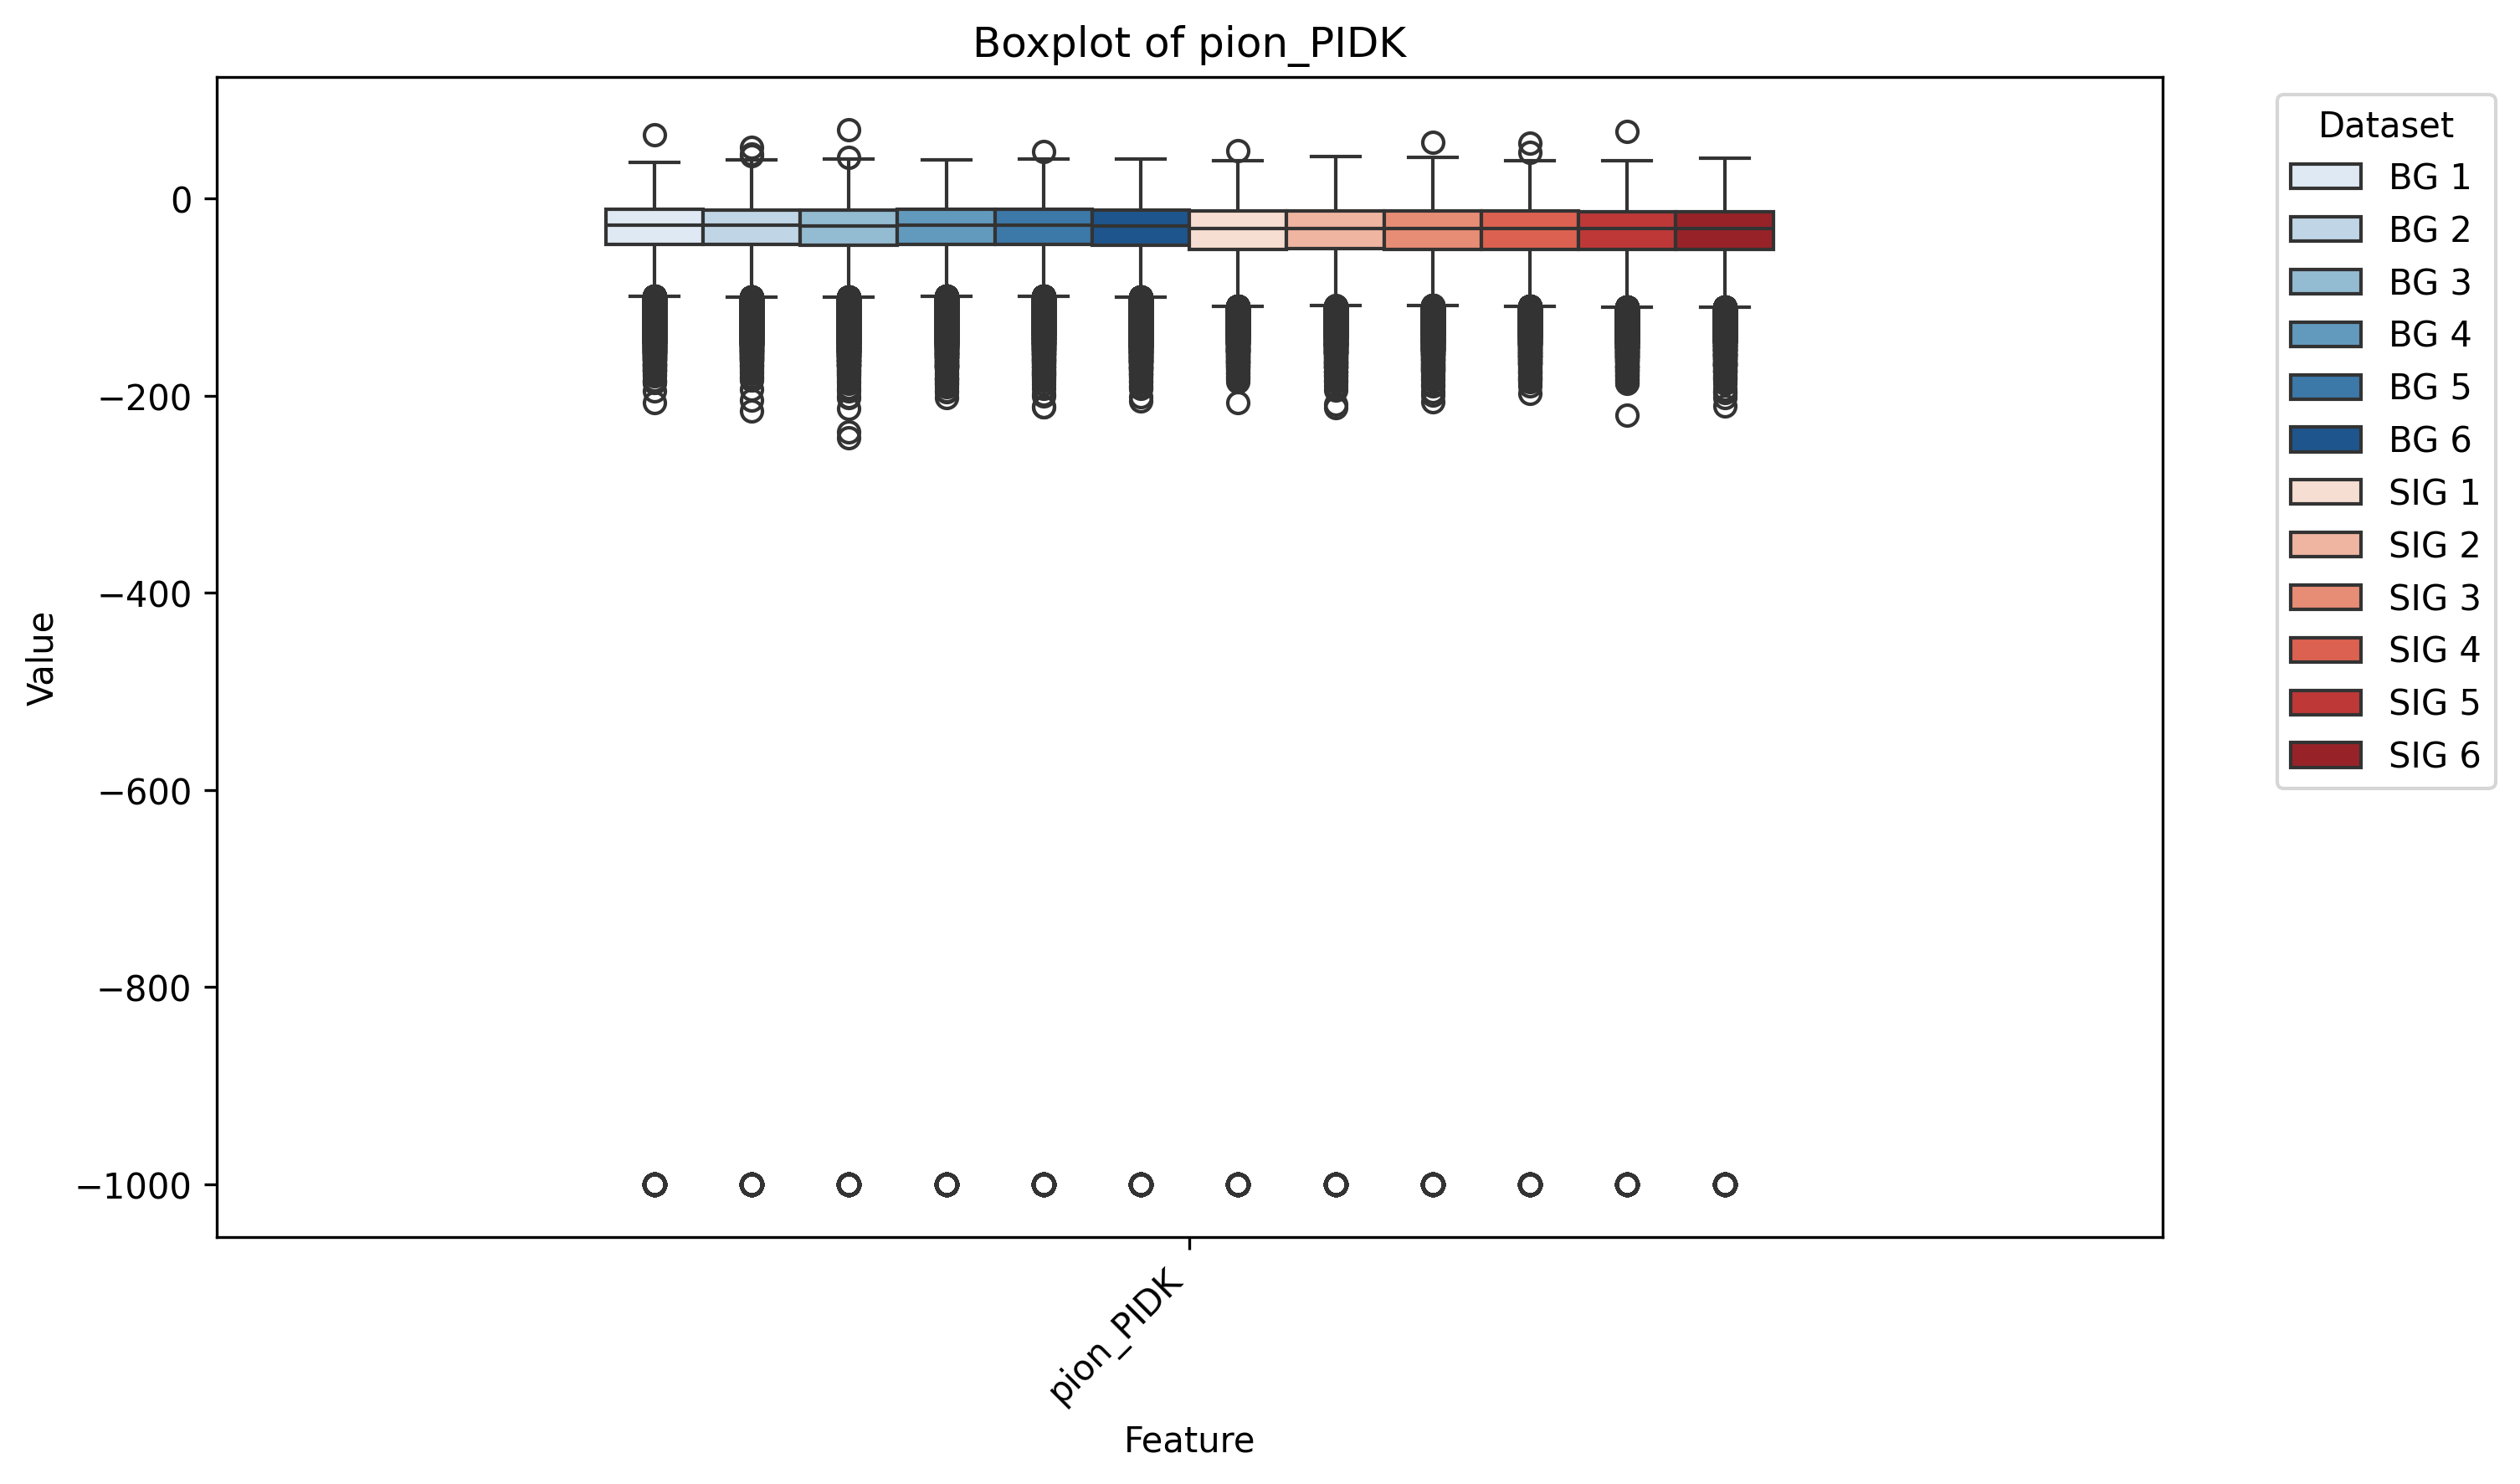 Boxplot of pion_PIDK
Value
0
−200
−400
−600
−800
−1000
pion_PIDK
Feature
Dataset
BG 1
BG 2
BG 3
BG 4
BG 5
BG 6
SIG 1
SIG 2
SIG 3
SIG 4
SIG 5
SIG 6